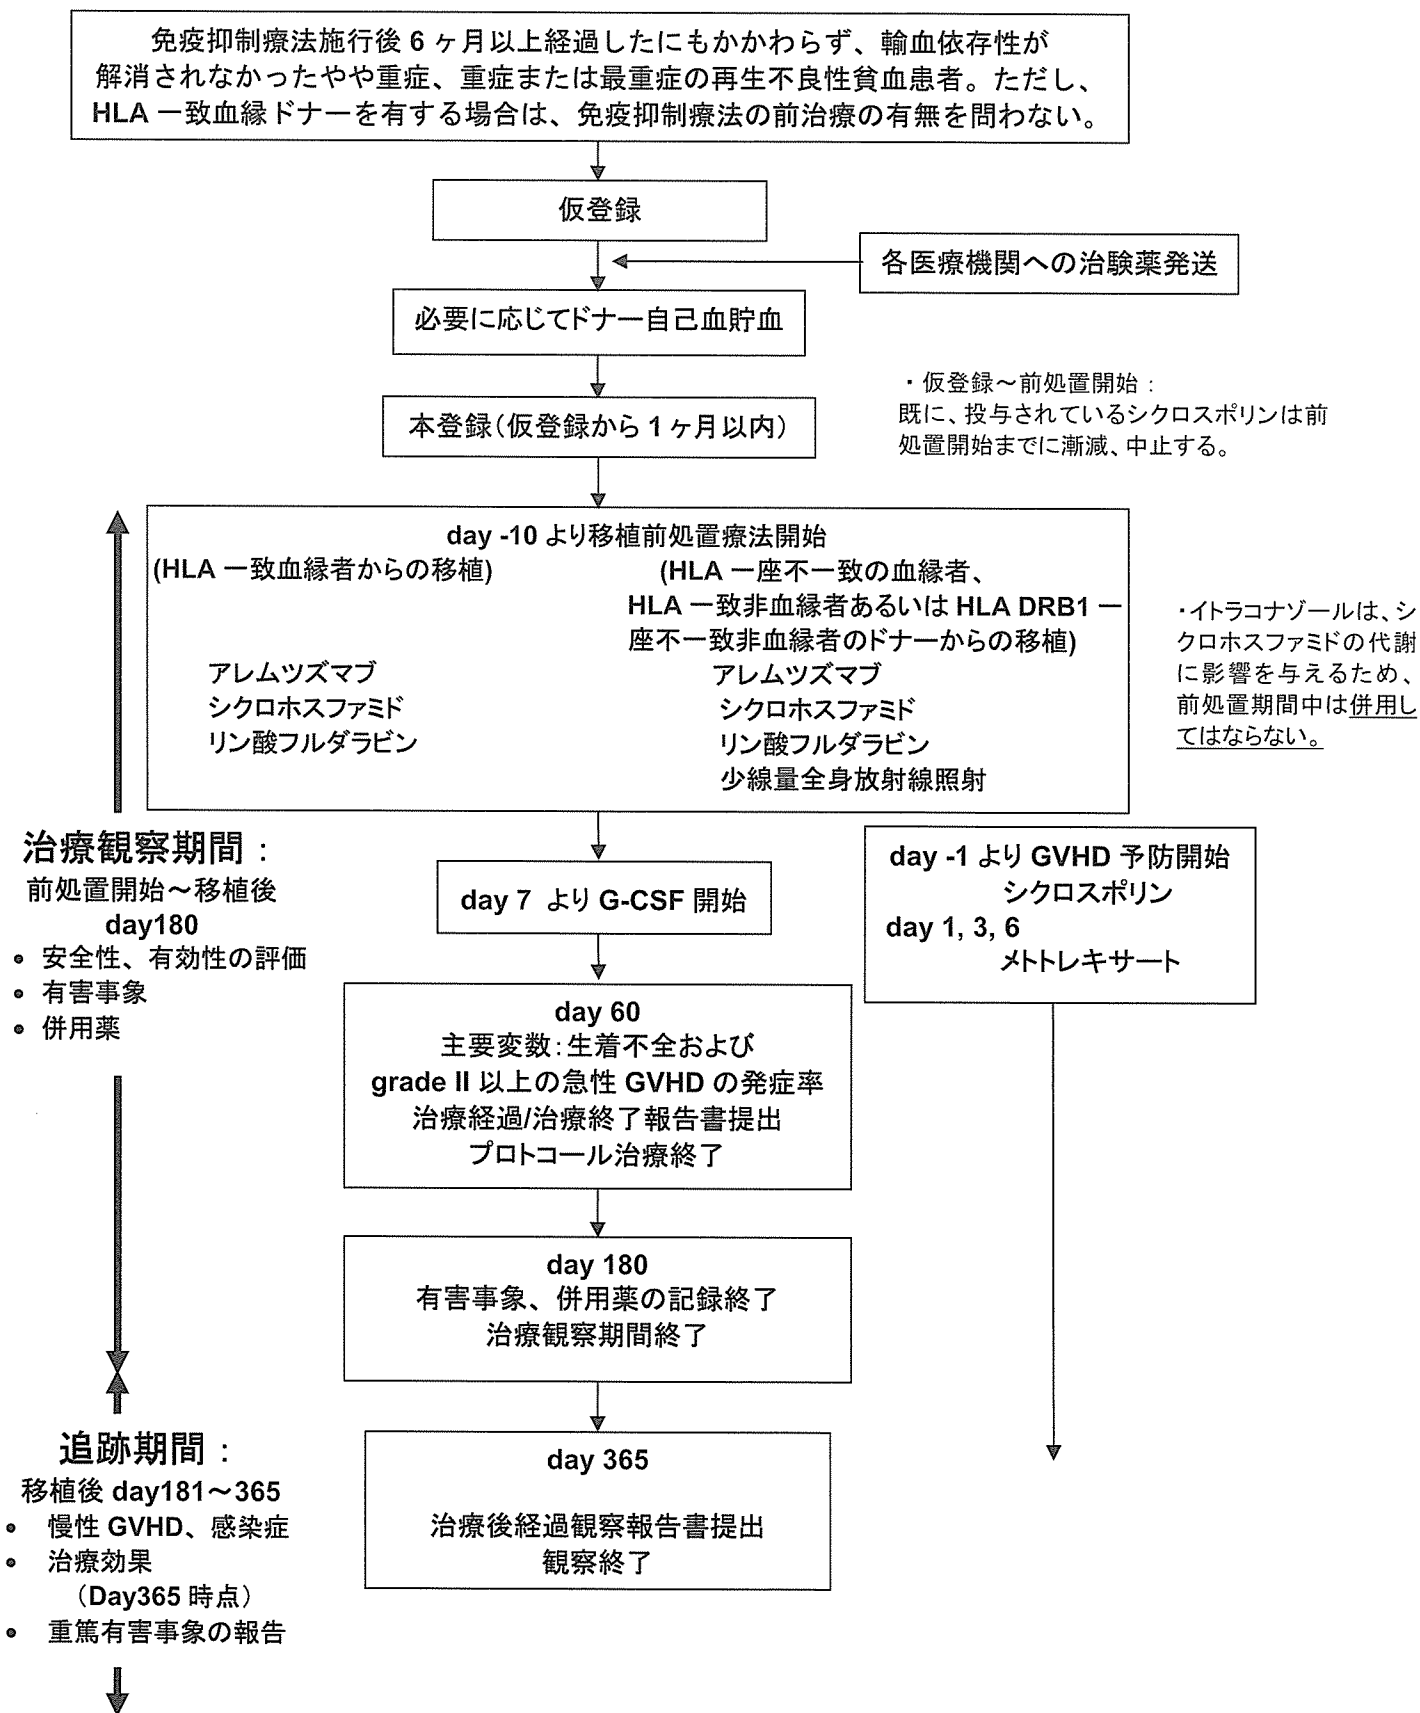 免疫抑制療法施行後 6 ヶ月以上経過したにもかかわらず、輸血依存性が
解消されなかったやや重症、重症または最重症の再生不良性貧血患者。ただし、
HLA 一致血縁ドナーを有する場合は、免疫抑制療法の前治療の有無を問わない。
仮登録
各医療機関への治験薬発送
必要に応じてドナー自己血貯血
・仮登録～前処置開始：
既に、投与されているシクロスポリンは前
処置開始までに漸減、中止する。
本登録（仮登録から 1 ヶ月以内）
day -10 より移植前処置療法開始
(HLA 一致血縁者からの移植)
(HLA 一座不一致の血縁者、
HLA 一致非血縁者あるいは HLA DRB1 一
座不一致非血縁者のドナーからの移植)
アレムツズマブ
シクロホスファミド
リン酸フルダラビン
アレムツズマブ
シクロホスファミド
リン酸フルダラビン
少線量全身放射線照射
・イトラコナゾールは、シ
クロホスファミドの代謝
に影響を与えるため、
前処置期間中は併用し
てはならない。
治療観察期間：
前処置開始～移植後
day180
• 安全性、有効性の評価
• 有害事象
• 併用薬
day 7 より G-CSF 開始
day -1 より GVHD 予防開始
シクロスポリン
day 1, 3, 6
メトトレキサート
day 60
主要変数：生着不全および
grade II 以上の急性 GVHD の発症率
治療経過/治療終了報告書提出
プロトコール治療終了
day 180
有害事象、併用薬の記録終了
治療観察期間終了
追跡期間：
移植後 day181～365
• 慢性 GVHD、感染症
• 治療効果
（Day365 時点）
• 重篤有害事象の報告
day 365
治療後経過観察報告書提出
観察終了